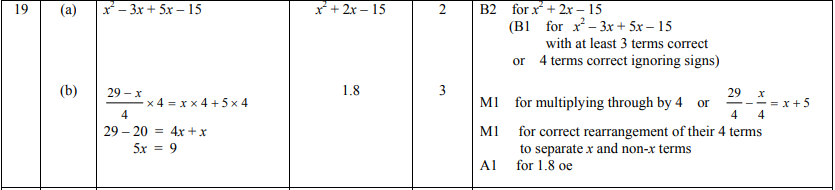 19 (a) x² – 3x + 5x – 15 x² + 2x – 15 2 B2 for x² + 2x – 15
(B1 for x² – 3x + 5x – 15
with at least 3 terms correct
or 4 terms correct ignoring signs)
(b) (29 – x)/4 × 4 = x × 4 + 5 × 4 1.8 3 M1 for multiplying through by 4 or 29/4 – x/4 = x + 5
29 – 20 = 4x + x M1 for correct rearrangement of their 4 terms
5x = 9 to separate x and non-x terms
A1 for 1.8 oe